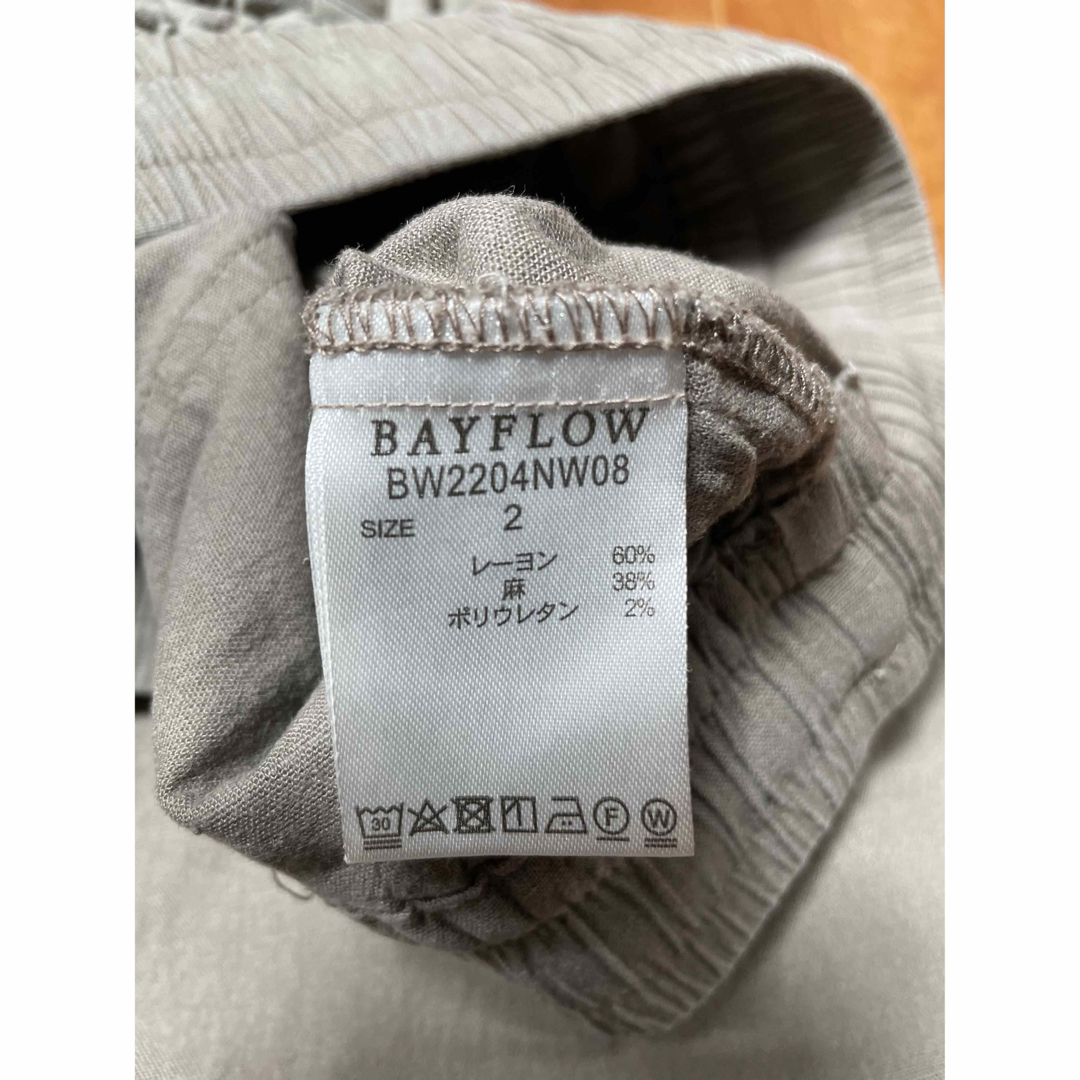 BAYFLOW
BW2204NW08
SIZE 2
レーヨン 60%
麻 38%
ポリウレタン 2%
30 F W